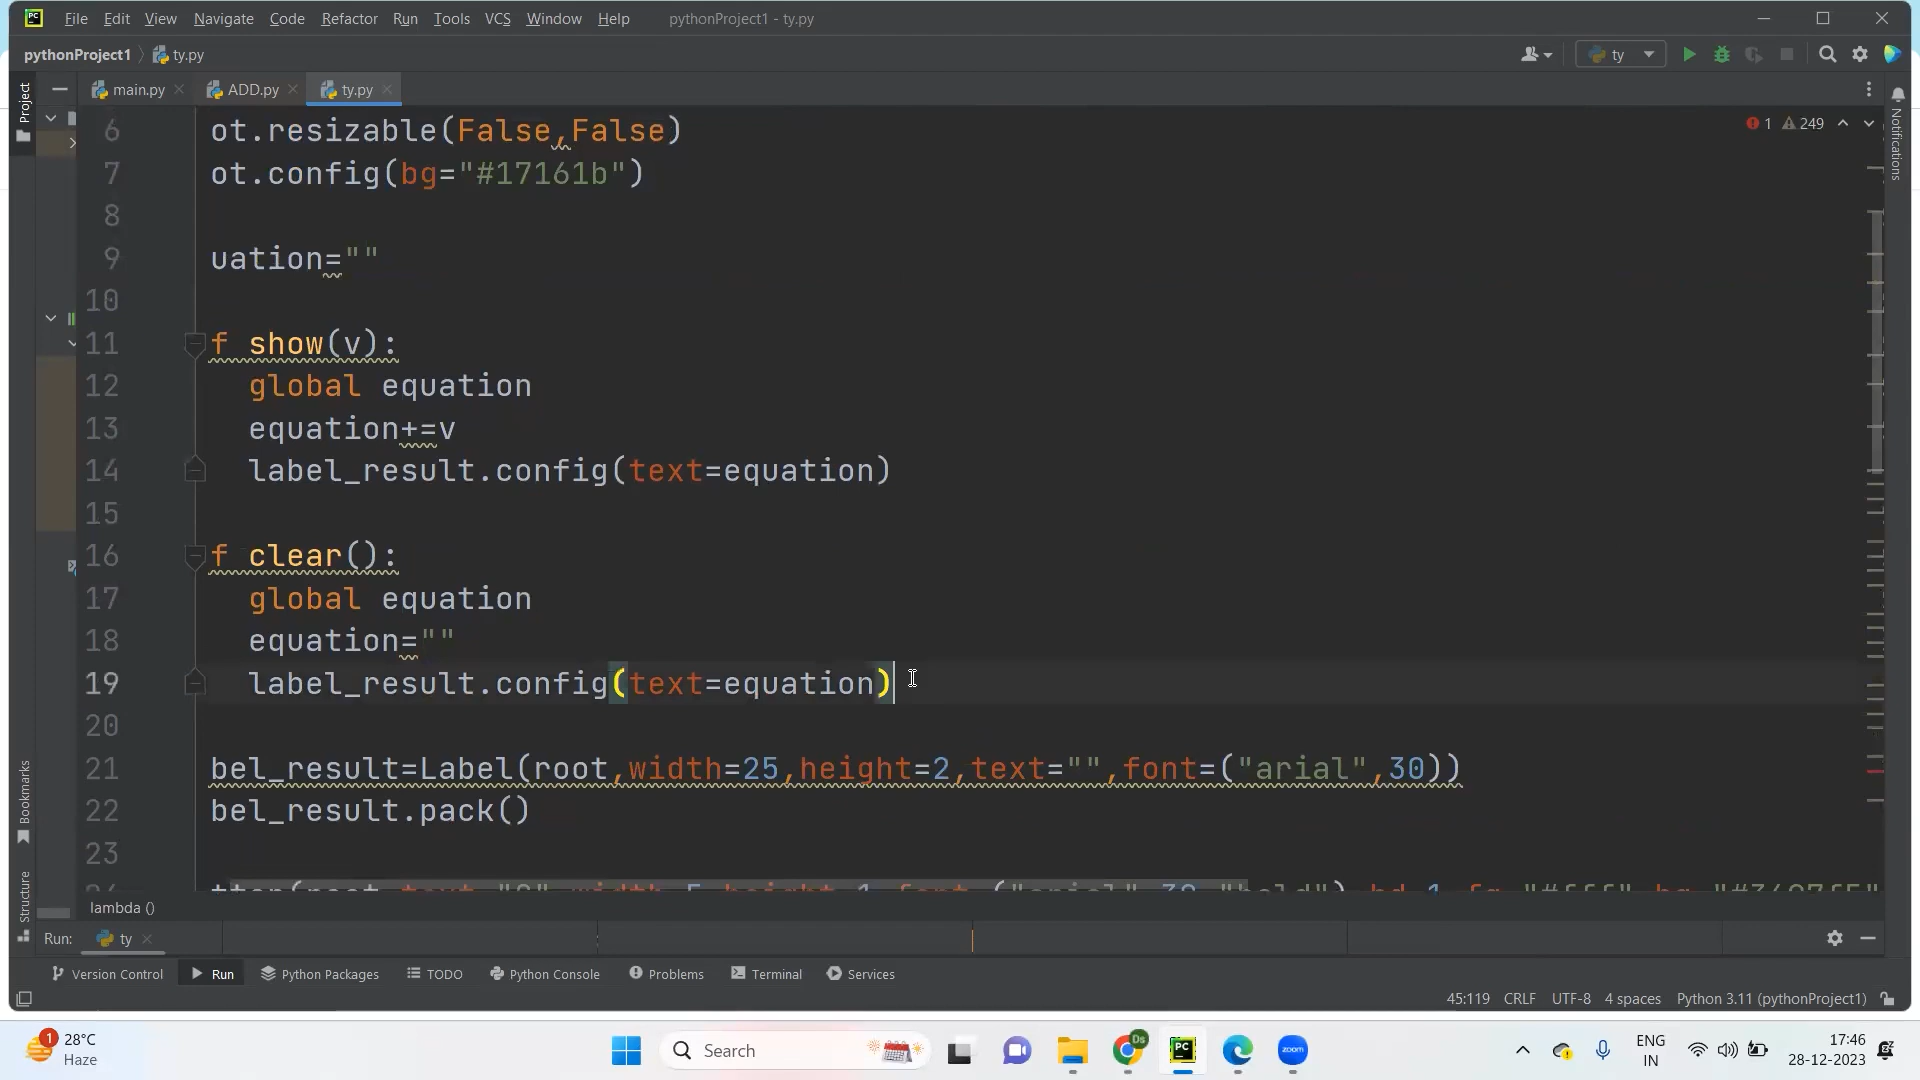 File Edit View Navigate Code Refactor Run Tools VCS Window Help pythonProject1 - ty.py
pythonProject1 ty.py ty
main.py ADD.py ty.py
Project
Notifications
1 249
6 ot.resizable(False,False)
7 ot.config(bg="#17161b")
8
9 uation=""
10
11 f show(v):
12 global equation
13 equation+=v
14 label_result.config(text=equation)
15
16 f clear():
17 global equation
18 equation=""
19 label_result.config(text=equation)
20
21 bel_result=Label(root,width=25,height=2,text="",font=("arial",30))
22 bel_result.pack()
23
Bookmarks
Structure
lambda ()
Run: ty
Version Control Run Python Packages TODO Python Console Problems Terminal Services
45:119 CRLF UTF-8 4 spaces Python 3.11 (pythonProject1)
1 28°C
Haze
Search
PC
Ds
zoom
ENG
IN
17:46
28-12-2023